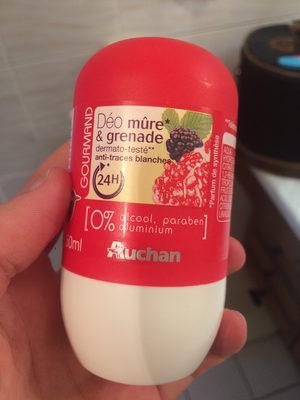 GOURMAND
Déo mûre*
& grenade
dermato-testé**
anti-traces blanches
24H
[0% alcool, paraben
aluminium]
50ml
Auchan
*Parfum de synthèse